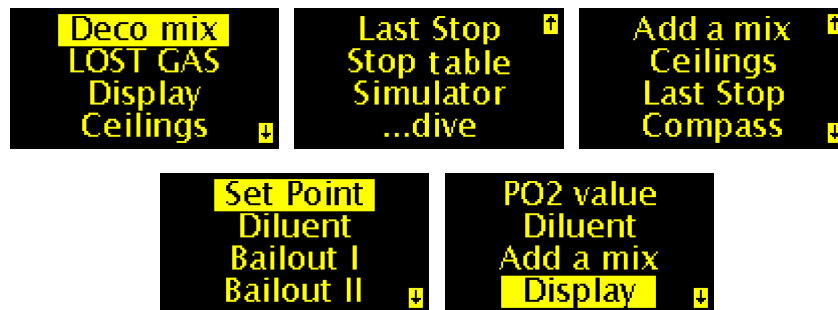 Deco mix
LOST GAS
Display
Ceilings
Last Stop
Stop table
Simulator
...dive
Add a mix
Ceilings
Last Stop
Compass
Set Point
Diluent
Bailout I
Bailout II
PO2 value
Diluent
Add a mix
Display